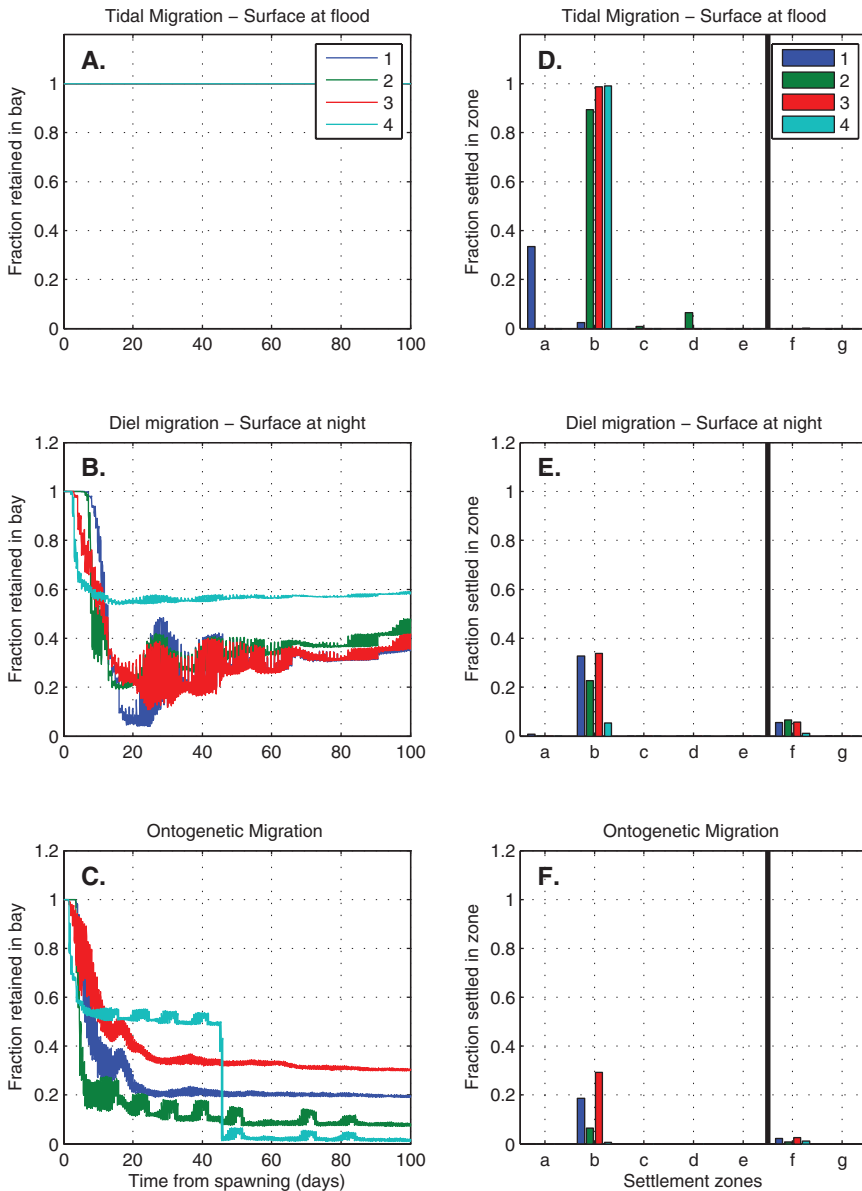 Tidal Migration – Surface at flood
A.
1
2
3
4
Fraction retained in bay
1
0.8
0.6
0.4
0.2
0
0 20 40 60 80 100
Tidal Migration – Surface at flood
D.
1
2
3
4
Fraction settled in zone
1
0.8
0.6
0.4
0.2
0
a b c d e f g
Diel migration – Surface at night
B.
Fraction retained in bay
1.2
1
0.8
0.6
0.4
0.2
0
0 20 40 60 80 100
Diel migration – Surface at night
E.
Fraction settled in zone
1.2
1
0.8
0.6
0.4
0.2
0
a b c d e f g
Ontogenetic Migration
C.
Fraction retained in bay
1.2
1
0.8
0.6
0.4
0.2
0
0 20 40 60 80 100
Time from spawning (days)
Ontogenetic Migration
F.
Fraction settled in zone
1.2
1
0.8
0.6
0.4
0.2
0
a b c d e f g
Settlement zones